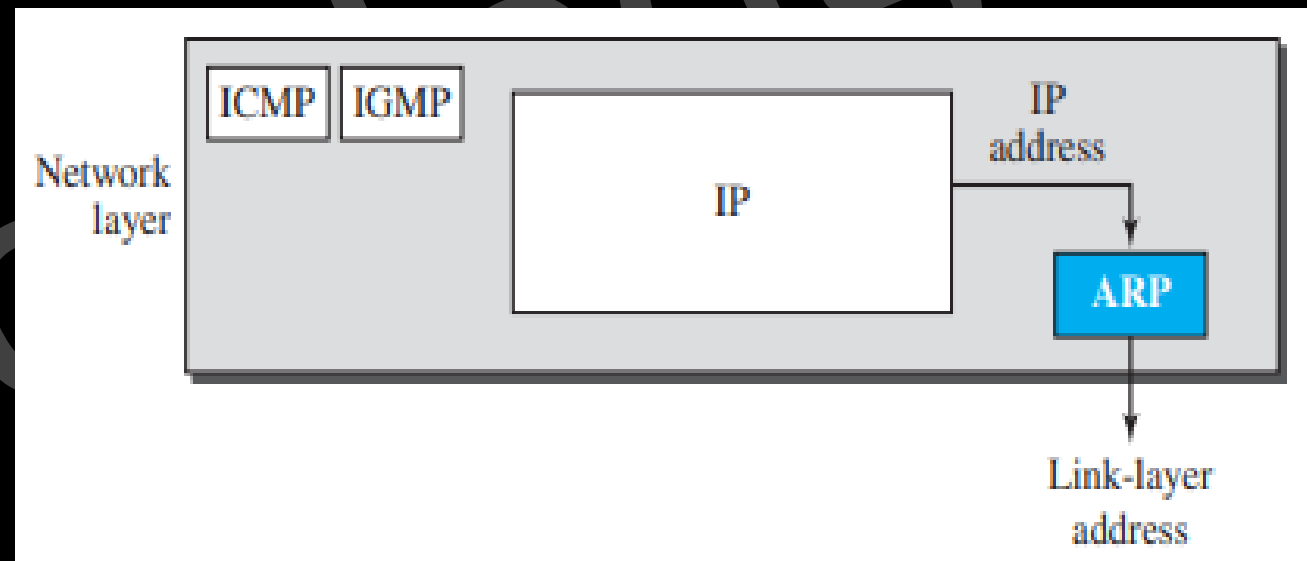 ICMP IGMP
IP
address
Network
layer
IP
ARP
Link-layer
address